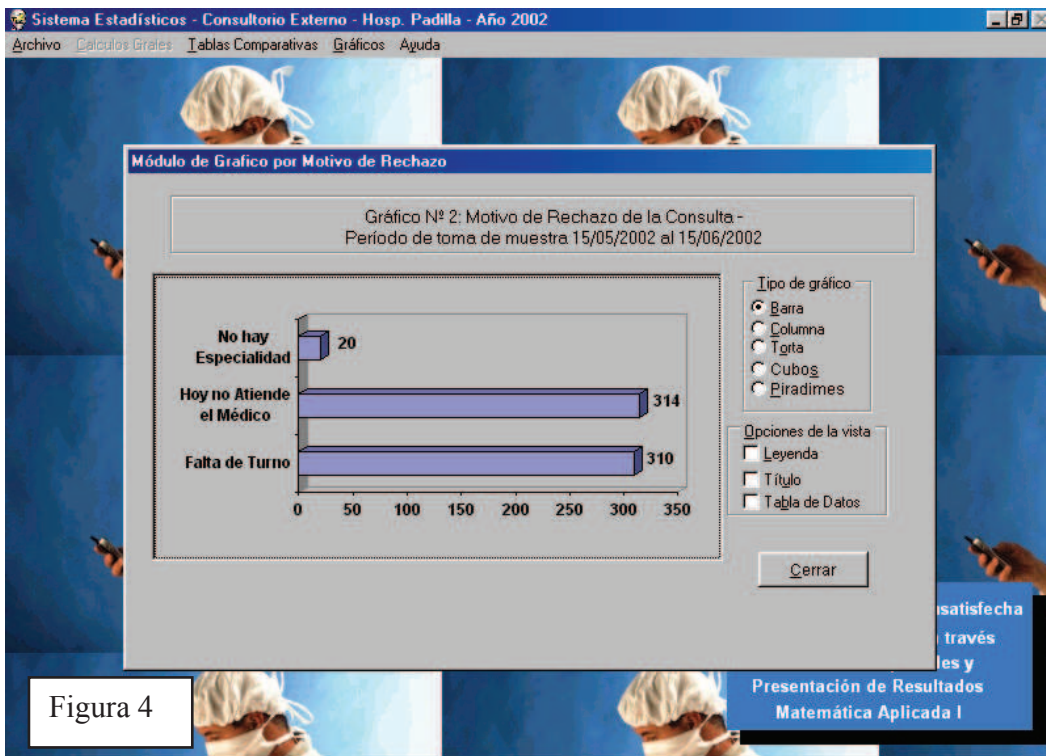 Sistema Estadísticos - Consultorio Externo - Hosp. Padilla - Año 2002
Archivo Calculos Grales Tablas Comparativas Gráficos Ayuda
Módulo de Grafico por Motivo de Rechazo
Gráfico Nº 2: Motivo de Rechazo de la Consulta -
Período de toma de muestra 15/05/2002 al 15/06/2002
No hay
Especialidad
20
Hoy no Atiende
el Médico
314
Falta de Turno
310
0 50 100 150 200 250 300 350
Tipo de gráfico
Barra
Columna
Torta
Cubos
Piradimes
Opciones de la vista
Leyenda
Título
Tabla de Datos
Cerrar
través
y
Presentación de Resultados
Matemática Aplicada I
Figura 4